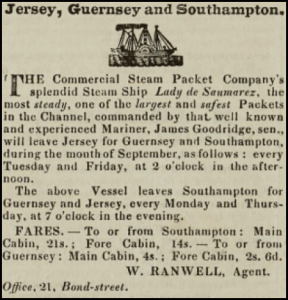 Jersey, Guernsey and Southampton.
THE Commercial Steam Packet Company's
splendid Steam Ship Lady de Saumarez, the
most steady, one of the largest and safest Packets
in the Channel, commanded by that well known
and experienced Mariner, James Goodridge, sen.,
will leave Jersey for Guernsey and Southampton,
during the month of September, as follows : every
Tuesday and Friday, at 2 o'clock in the after-
noon.
The above Vessel leaves Southampton for
Guernsey and Jersey, every Monday and Thurs-
day, at 7 o'clock in the evening.
FARES. — To or from Southampton : Main
Cabin, 21s. ; Fore Cabin, 14s. — To or from
Guernsey : Main Cabin, 4s. ; Fore Cabin, 2s. 6d.
W. RANWELL, Agent.
Office, 21, Bond-street.